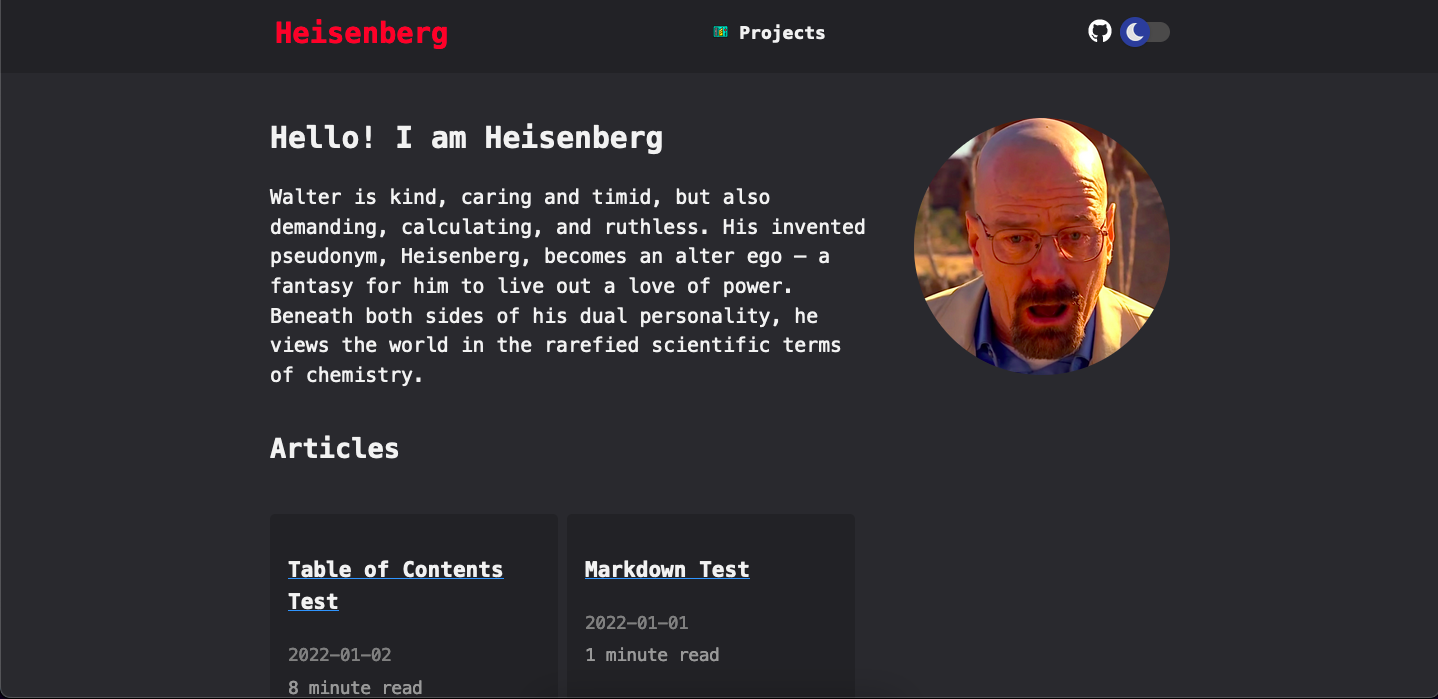 Heisenberg
Projects
Hello! I am Heisenberg
Walter is kind, caring and timid, but also
demanding, calculating, and ruthless. His invented
pseudonym, Heisenberg, becomes an alter ego – a
fantasy for him to live out a love of power.
Beneath both sides of his dual personality, he
views the world in the rarefied scientific terms
of chemistry.
Articles
Table of Contents
Test
2022-01-02
8 minute read
Markdown Test
2022-01-01
1 minute read